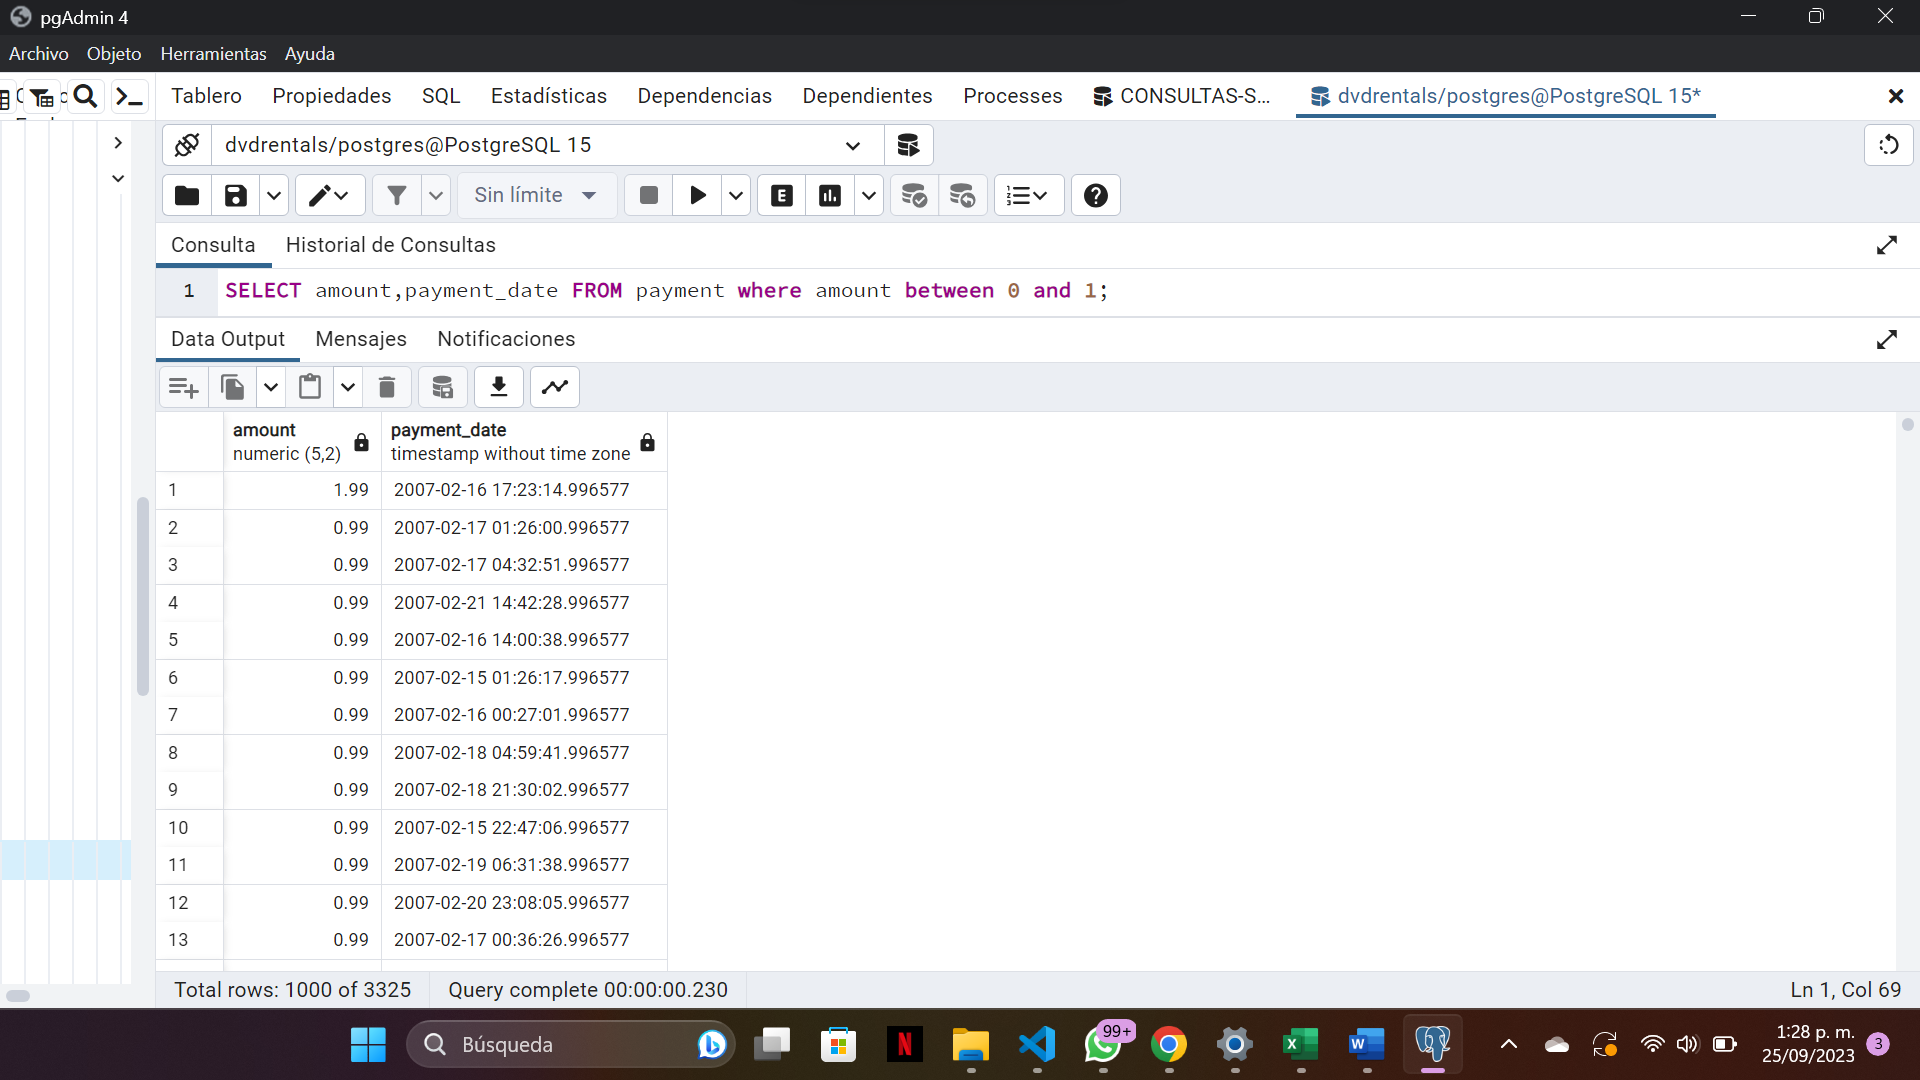 pgAdmin 4
Archivo Objeto Herramientas Ayuda
Tablero Propiedades SQL Estadísticas Dependencias Dependientes Processes CONSULTAS-S... dvdrentals/postgres@PostgreSQL 15*
dvdrentals/postgres@PostgreSQL 15
Sin límite
Consulta Historial de Consultas
1 SELECT amount,payment_date FROM payment where amount between 0 and 1;
Data Output Mensajes Notificaciones
amount payment_date
numeric (5,2) timestamp without time zone
1 1.99 2007-02-16 17:23:14.996577
2 0.99 2007-02-17 01:26:00.996577
3 0.99 2007-02-17 04:32:51.996577
4 0.99 2007-02-21 14:42:28.996577
5 0.99 2007-02-16 14:00:38.996577
6 0.99 2007-02-15 01:26:17.996577
7 0.99 2007-02-16 00:27:01.996577
8 0.99 2007-02-18 04:59:41.996577
9 0.99 2007-02-18 21:30:02.996577
10 0.99 2007-02-15 22:47:06.996577
11 0.99 2007-02-19 06:31:38.996577
12 0.99 2007-02-20 23:08:05.996577
13 0.99 2007-02-17 00:36:26.996577
Total rows: 1000 of 3325 Query complete 00:00:00.230 Ln 1, Col 69
Búsqueda 99+ 1:28 p. m.
25/09/2023 3